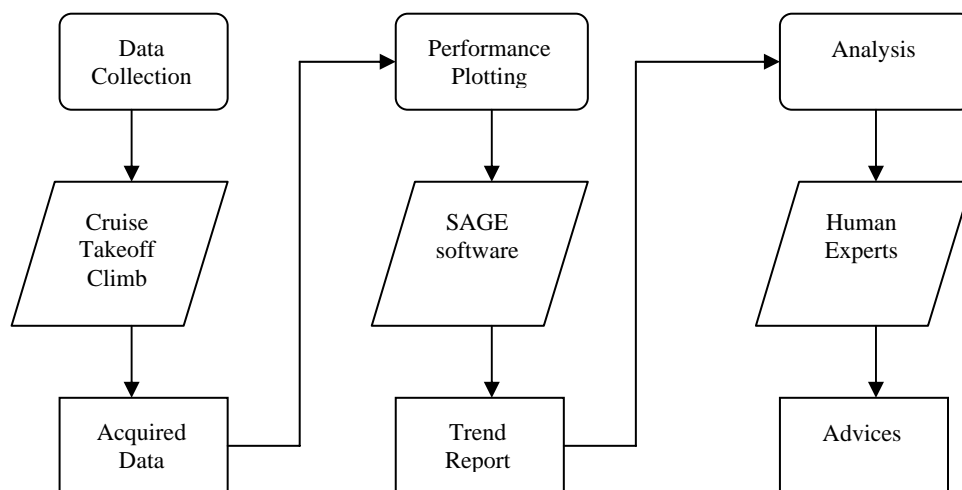 Data
Collection
Cruise
Takeoff
Climb
Acquired
Data
Performance
Plotting
SAGE
software
Trend
Report
Analysis
Human
Experts
Advices